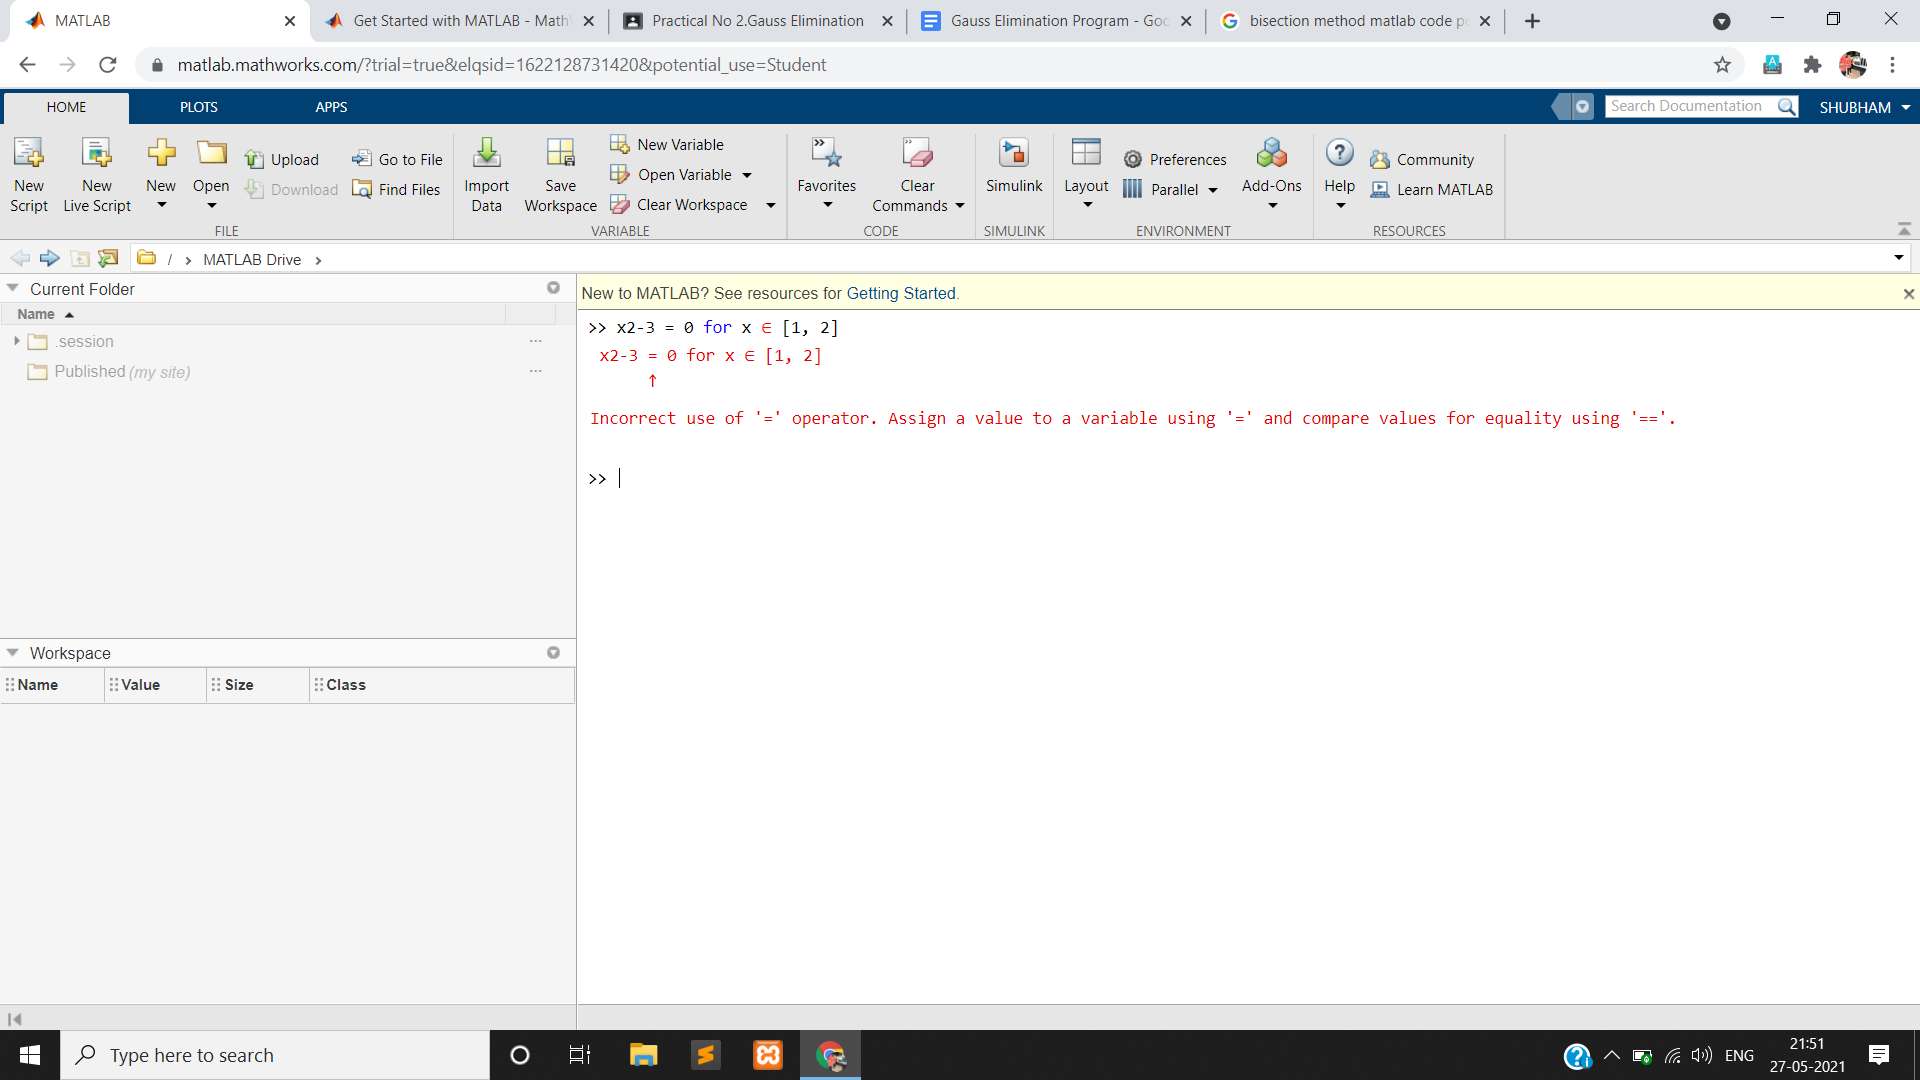 MATLAB
Get Started with MATLAB - Math
Practical No 2.Gauss Elimination
Gauss Elimination Program - Goo
bisection method matlab code p
matlab.mathworks.com/?trial=true&elqsid=1622128731420&potential_use=Student
HOME
PLOTS
APPS
Search Documentation
SHUBHAM
New Script
New Live Script
New
Open
Upload
Download
Go to File
Find Files
FILE
Import Data
Save Workspace
New Variable
Open Variable
Clear Workspace
VARIABLE
Favorites
Clear Commands
CODE
Simulink
SIMULINK
Layout
Preferences
Parallel
Add-Ons
ENVIRONMENT
Help
Community
Learn MATLAB
RESOURCES
/ › MATLAB Drive ›
Current Folder
Name
.session
Published (my site)
Workspace
Name Value Size Class
New to MATLAB? See resources for Getting Started.
>> x2-3 = 0 for x ∈ [1, 2]
x2-3 = 0 for x ∈ [1, 2]
↑
Incorrect use of '=' operator. Assign a value to a variable using '=' and compare values for equality using '=='.
>>
Type here to search
ENG
21:51
27-05-2021